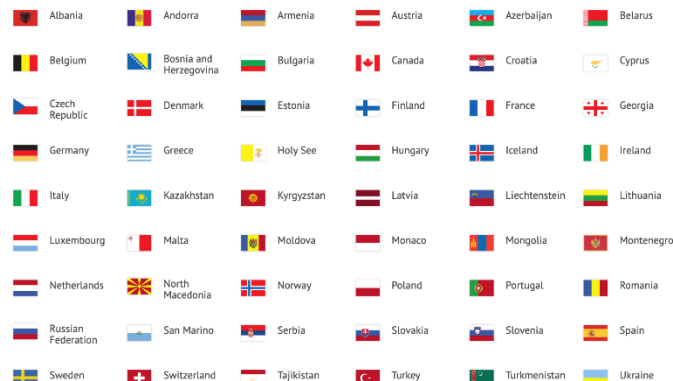 Albania
Andorra
Armenia
Austria
Azerbaijan
Belarus
Belgium
Bosnia and
Herzegovina
Bulgaria
Canada
Croatia
Cyprus
Czech
Republic
Denmark
Estonia
Finland
France
Georgia
Germany
Greece
Holy See
Hungary
Iceland
Ireland
Italy
Kazakhstan
Kyrgyzstan
Latvia
Liechtenstein
Lithuania
Luxembourg
Malta
Moldova
Monaco
Mongolia
Montenegro
Netherlands
North
Macedonia
Norway
Poland
Portugal
Romania
Russian
Federation
San Marino
Serbia
Slovakia
Slovenia
Spain
Sweden
Switzerland
Tajikistan
Turkey
Turkmenistan
Ukraine